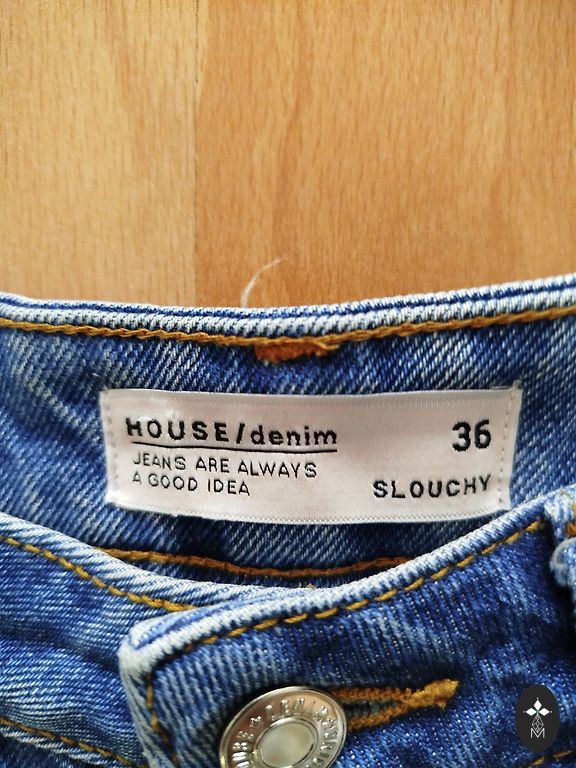 HOUSE/denim
JEANS ARE ALWAYS
A GOOD IDEA
36
SLOUCHY
M